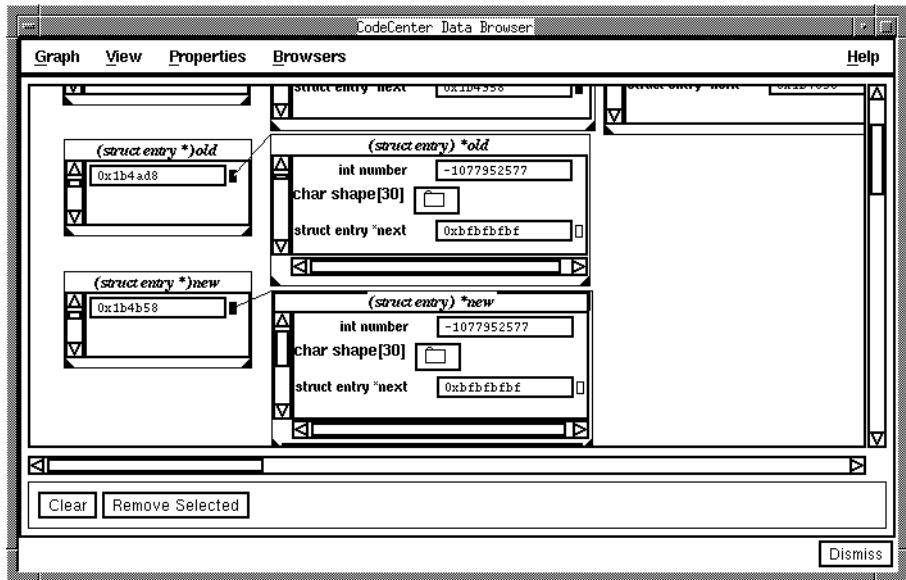 CodeCenter Data Browser
Graph View Properties Browsers Help
struct entry *next 0x1b4958
(struct entry *)old
0x1b4ad8
(struct entry) *old
int number -1077952577
char shape[30]
struct entry *next 0xbfbfbfbf
(struct entry *)new
0x1b4b58
(struct entry) *new
int number -1077952577
char shape[30]
struct entry *next 0xbfbfbfbf
Clear Remove Selected
Dismiss